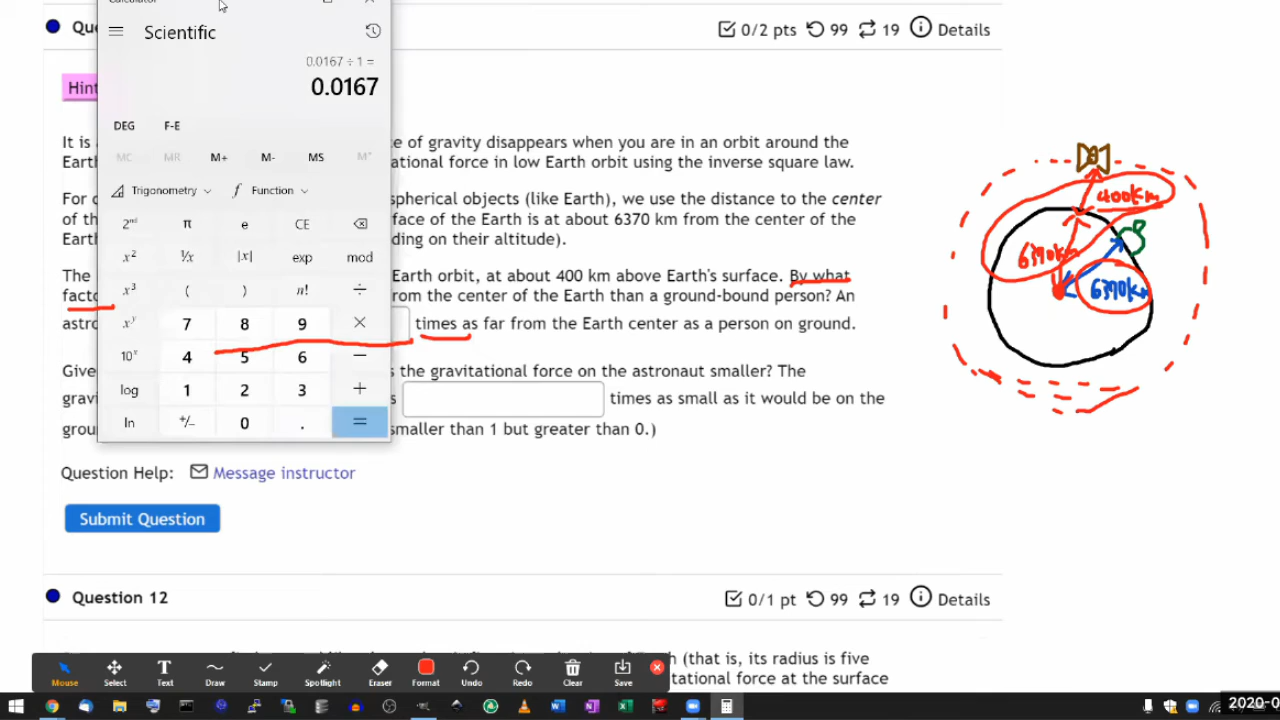 Que
0/2 pts 99 19 Details
Scientific
0.0167 ÷ 1 =
0.0167
Hint
DEG F-E
MC MR M+ M- MS M˅
Trigonometry Function
2ⁿᵈ π e CE
x² ¹/x |x| exp mod
x³ ( ) n! ÷
xʸ 7 8 9 ×
10ˣ 4 5 6 −
log 1 2 3 +
ln +/− 0 . =
It is
e of gravity disappears when you are in an orbit around the
Eart
ational force in low Earth orbit using the inverse square law.
For
spherical objects (like Earth), we use the distance to the center
of th
face of the Earth is at about 6370 km from the center of the
Eart
ding on their altitude).
The
Earth orbit, at about 400 km above Earth's surface. By what
facto
rom the center of the Earth than a ground-bound person? An
astro
times as far from the Earth center as a person on ground.
Give
s the gravitational force on the astronaut smaller? The
gravi
s times as small as it would be on the
grou
smaller than 1 but greater than 0.)
400km
6370km
6370km
Question Help: Message instructor
Submit Question
Question 12
0/1 pt 99 19 Details
(that is, its radius is five
tational force at the surface
Mouse Select Text Draw Stamp Spotlight Eraser Format Undo Redo Clear Save
2020-0